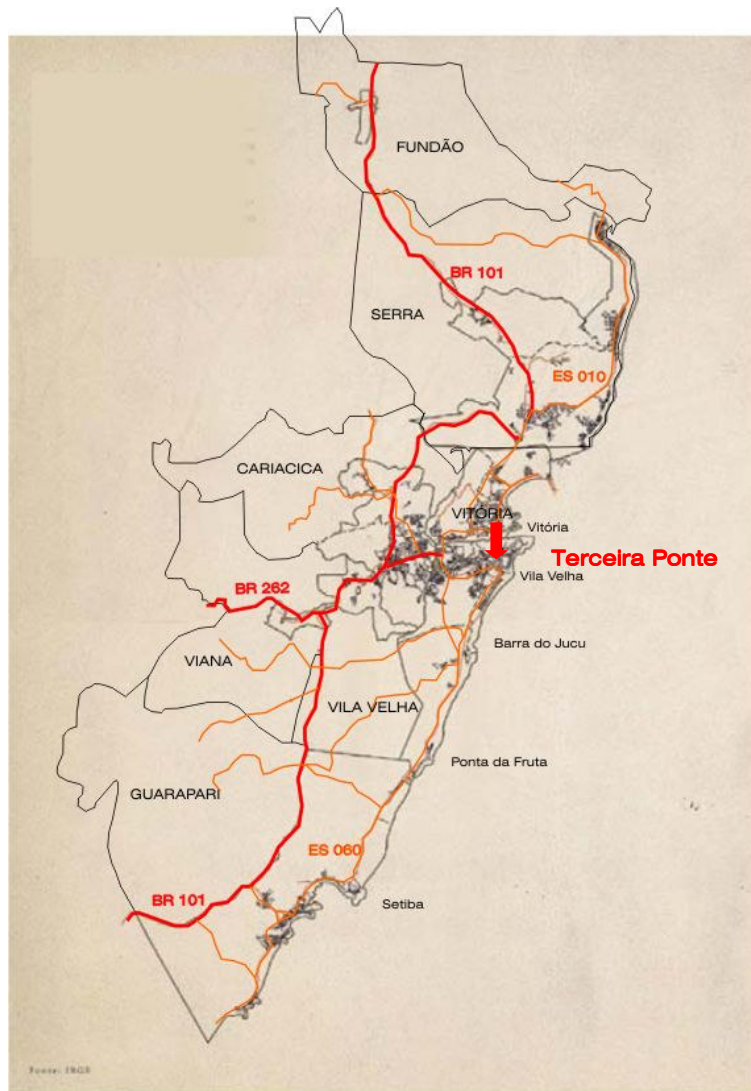 FUNDÃO
BR 101
SERRA
ES 010
CARIACICA
VITÓRIA
Vitória
Terceira Ponte
Vila Velha
BR 262
Barra do Jucu
VIANA
VILA VELHA
Ponta da Fruta
GUARAPARI
ES 060
BR 101
Setiba
Fonte: IBGE